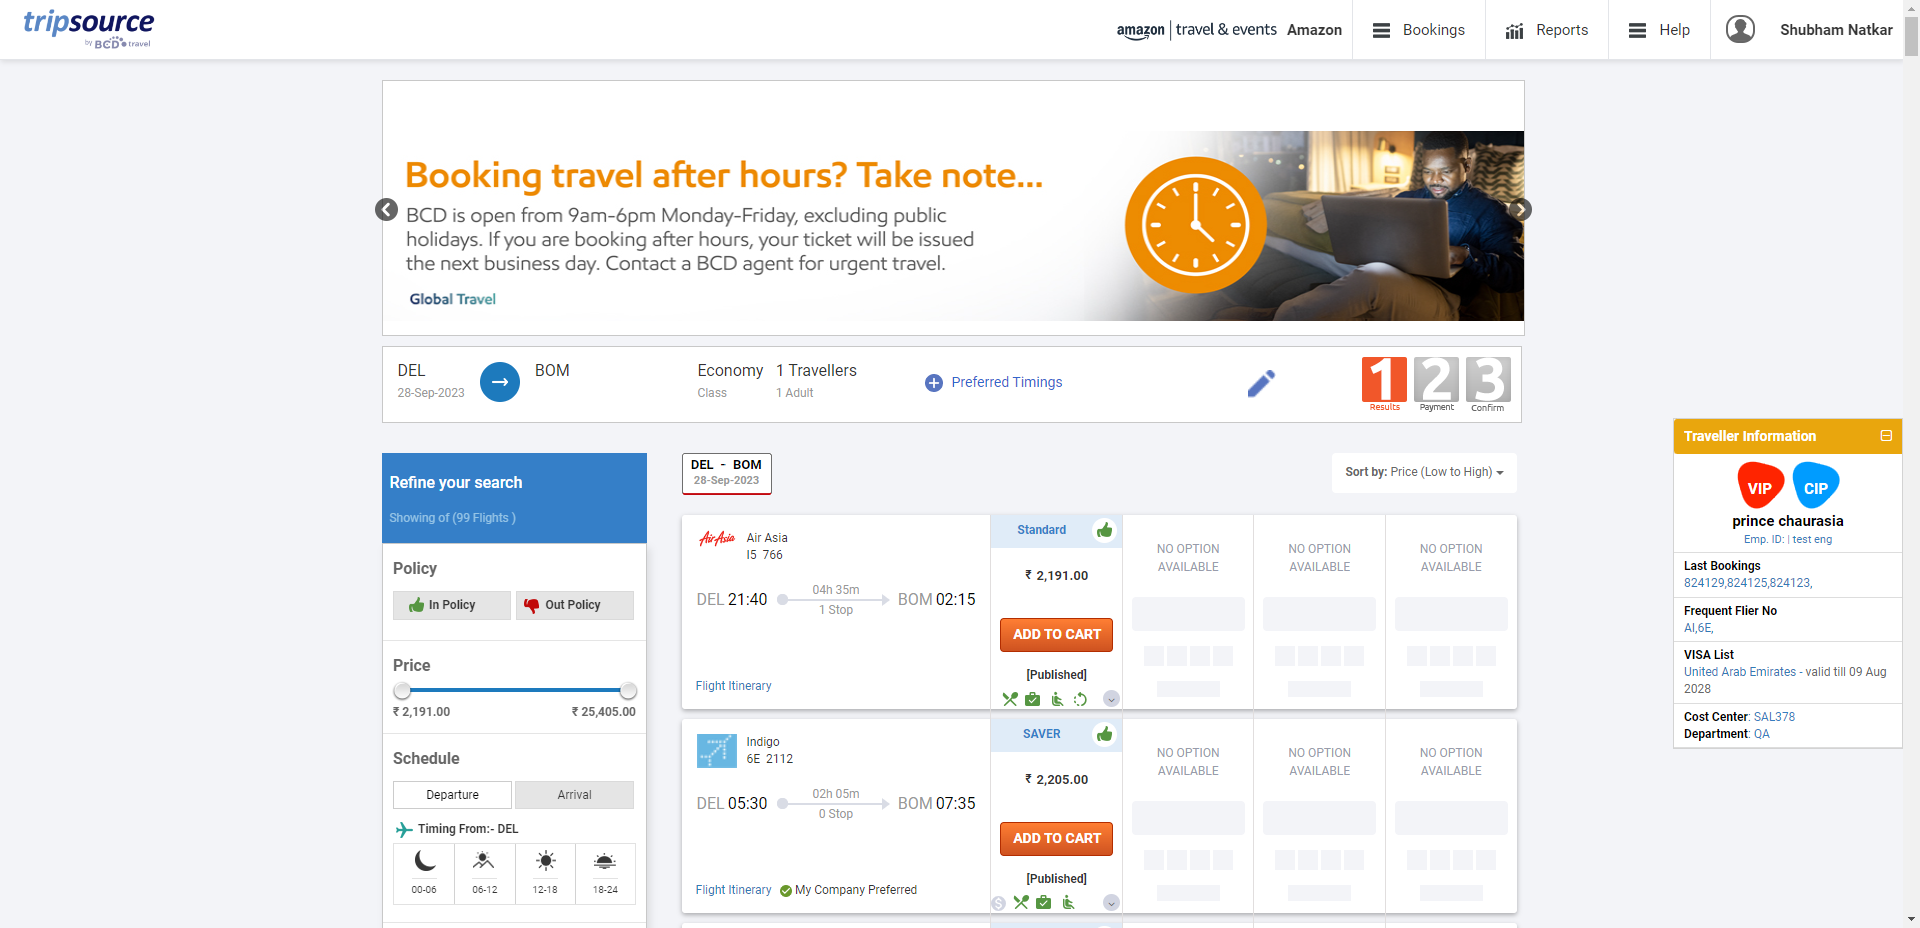 tripsource
by BCD travel
amazon | travel & events Amazon
Bookings
Reports
Help
Shubham Natkar
Booking travel after hours? Take note...
BCD is open from 9am-6pm Monday-Friday, excluding public
holidays. If you are booking after hours, your ticket will be issued
the next business day. Contact a BCD agent for urgent travel.
Global Travel
DEL
28-Sep-2023
BOM
Economy
Class
1 Travellers
1 Adult
Preferred Timings
1 2 3
Results Payment Confirm
Refine your search
Showing of (99 Flights )
Policy
In Policy
Out Policy
Price
₹ 2,191.00
₹ 25,405.00
Schedule
Departure
Arrival
Timing From:- DEL
00-06
06-12
12-18
18-24
DEL - BOM
28-Sep-2023
Sort by: Price (Low to High)
AirAsia
Air Asia
I5 766
DEL 21:40
04h 35m
1 Stop
BOM 02:15
Flight Itinerary
Standard
₹ 2,191.00
ADD TO CART
[Published]
NO OPTION
AVAILABLE
NO OPTION
AVAILABLE
NO OPTION
AVAILABLE
Indigo
6E 2112
DEL 05:30
02h 05m
0 Stop
BOM 07:35
Flight Itinerary
My Company Preferred
SAVER
₹ 2,205.00
ADD TO CART
[Published]
NO OPTION
AVAILABLE
NO OPTION
AVAILABLE
NO OPTION
AVAILABLE
Traveller Information
VIP
CIP
prince chaurasia
Emp. ID: | test eng
Last Bookings
824129,824125,824123,
Frequent Flier No
AI,6E,
VISA List
United Arab Emirates - valid till 09 Aug
2028
Cost Center: SAL378
Department: QA